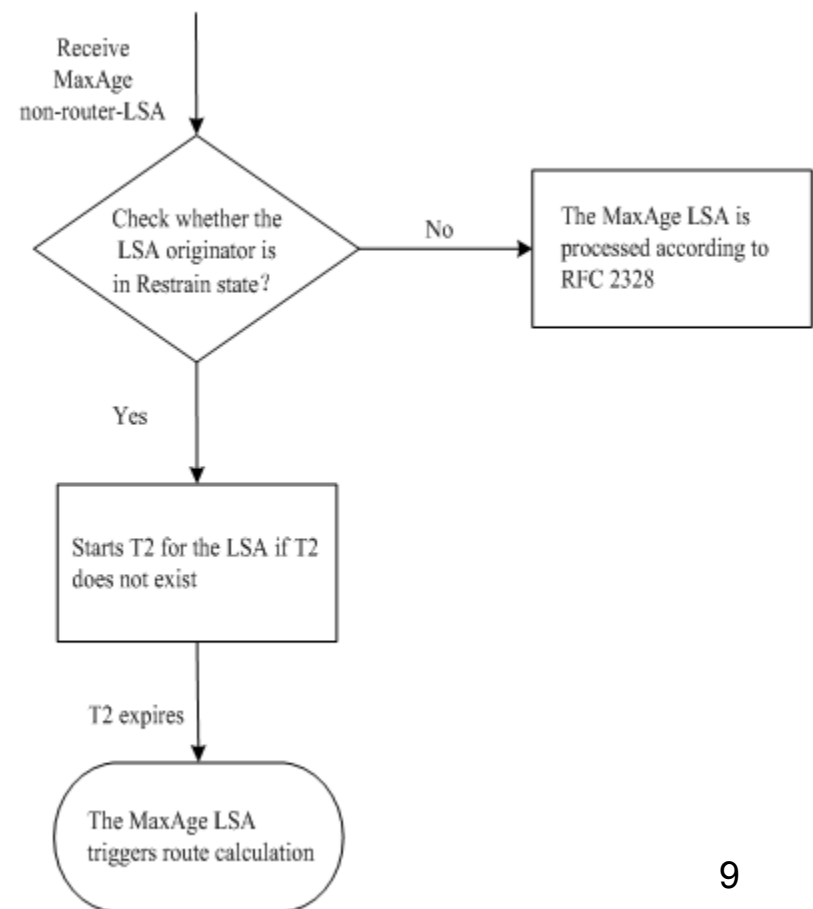 Receive
MaxAge
non-router-LSA
Check whether the
LSA originator is
in Restrain state?
No
The MaxAge LSA is
processed according to
RFC 2328
Yes
Starts T2 for the LSA if T2
does not exist
T2 expires
The MaxAge LSA
triggers route calculation
9